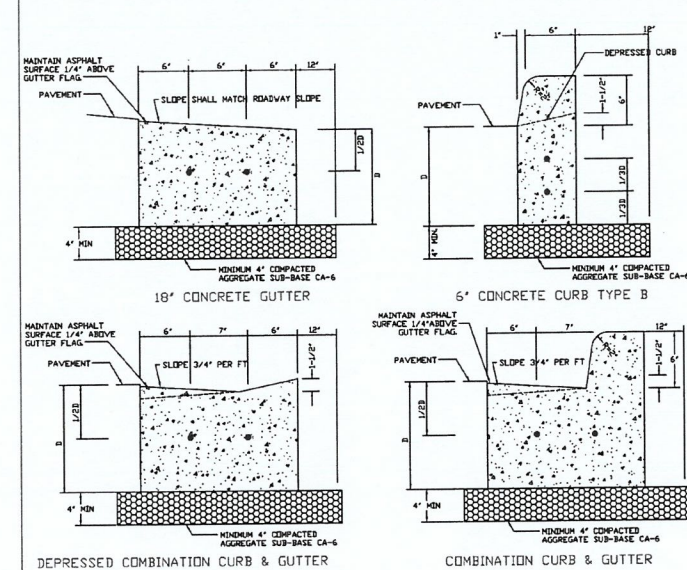 MAINTAIN ASPHALT
SURFACE 1/4" ABOVE
GUTTER FLAG.
PAVEMENT
6" 6" 6" 12"
SLOPE SHALL MATCH ROADWAY SLOPE
1/2D
D
4" MIN
MINIMUM 4" COMPACTED
AGGREGATE SUB-BASE CA-6
18" CONCRETE GUTTER
1" 6" 12"
DEPRESSED CURB
PAVEMENT
1-1/2"
6"
D
1/3D
1/3D
4" MIN.
MINIMUM 4" COMPACTED
AGGREGATE SUB-BASE CA-6
6" CONCRETE CURB TYPE B
MAINTAIN ASPHALT
SURFACE 1/4" ABOVE
GUTTER FLAG.
PAVEMENT
6" 7" 6" 12"
SLOPE 3/4" PER FT
1-1/2"
1/2D
D
4" MIN
MINIMUM 4" COMPACTED
AGGREGATE SUB-BASE CA-6
DEPRESSED COMBINATION CURB & GUTTER
MAINTAIN ASPHALT
SURFACE 1/4" ABOVE
GUTTER FLAG.
PAVEMENT
6" 7" 12"
SLOPE 3/4" PER FT
1-1/2"
6"
1/2D
D
4" MIN
MINIMUM 4" COMPACTED
AGGREGATE SUB-BASE CA-6
COMBINATION CURB & GUTTER